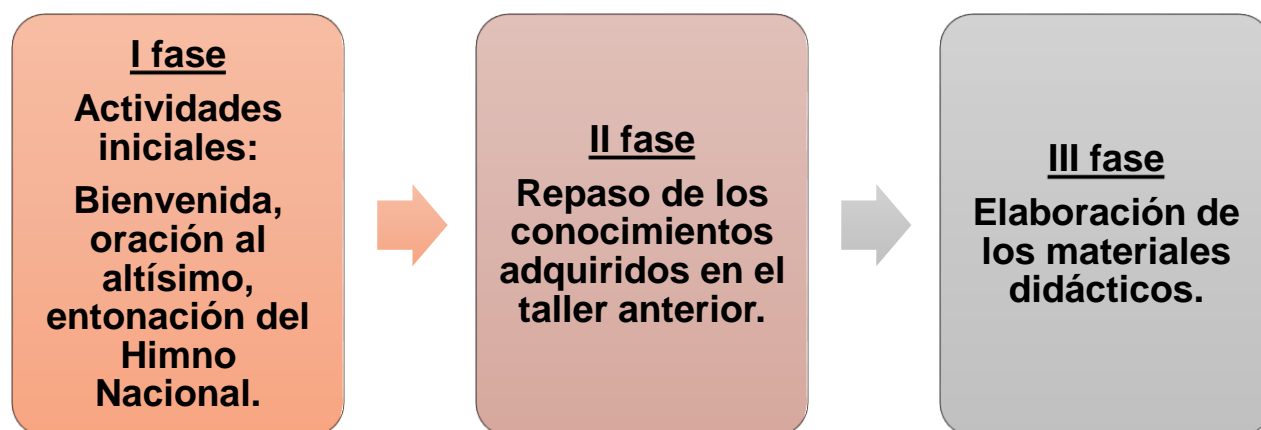 I fase
Actividades
iniciales:
Bienvenida,
oración al
altísimo,
entonación del
Himno
Nacional.
II fase
Repaso de los
conocimientos
adquiridos en el
taller anterior.
III fase
Elaboración de
los materiales
didácticos.